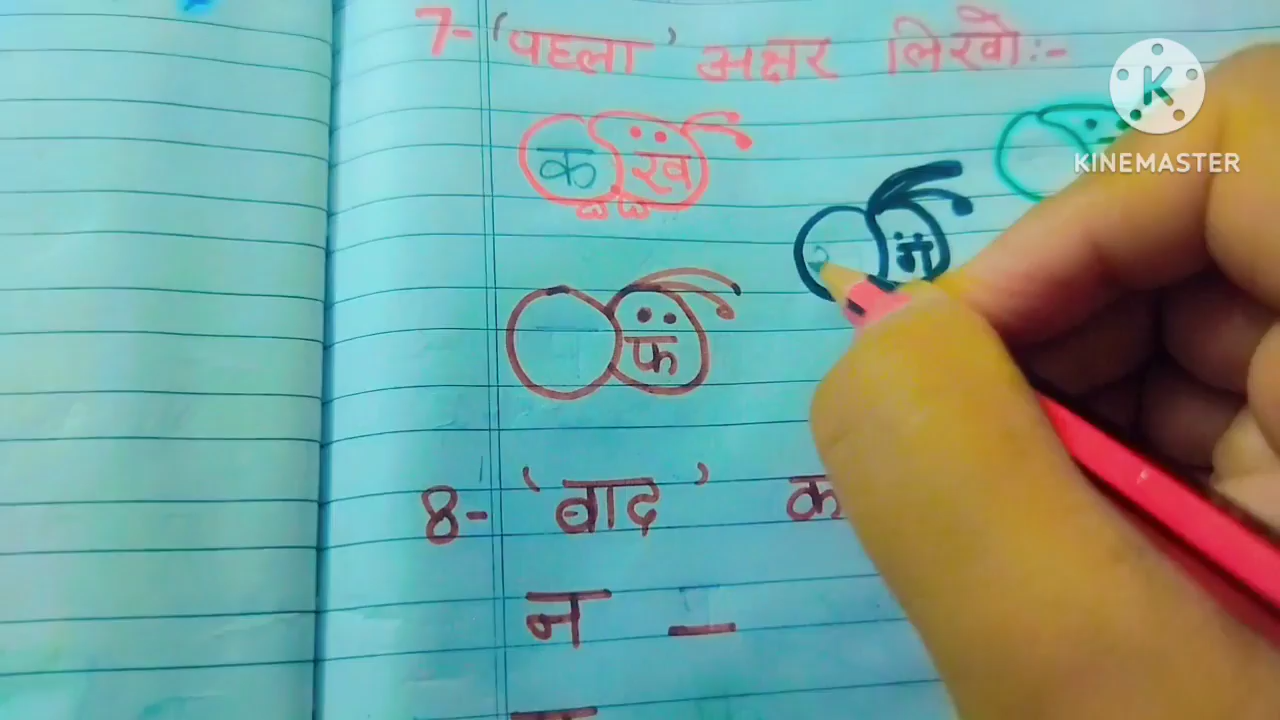 7- 'पहला' अक्षर लिखो :-
K
KINEMASTER
क ख
ग
फ
8- 'बाद' क
न _